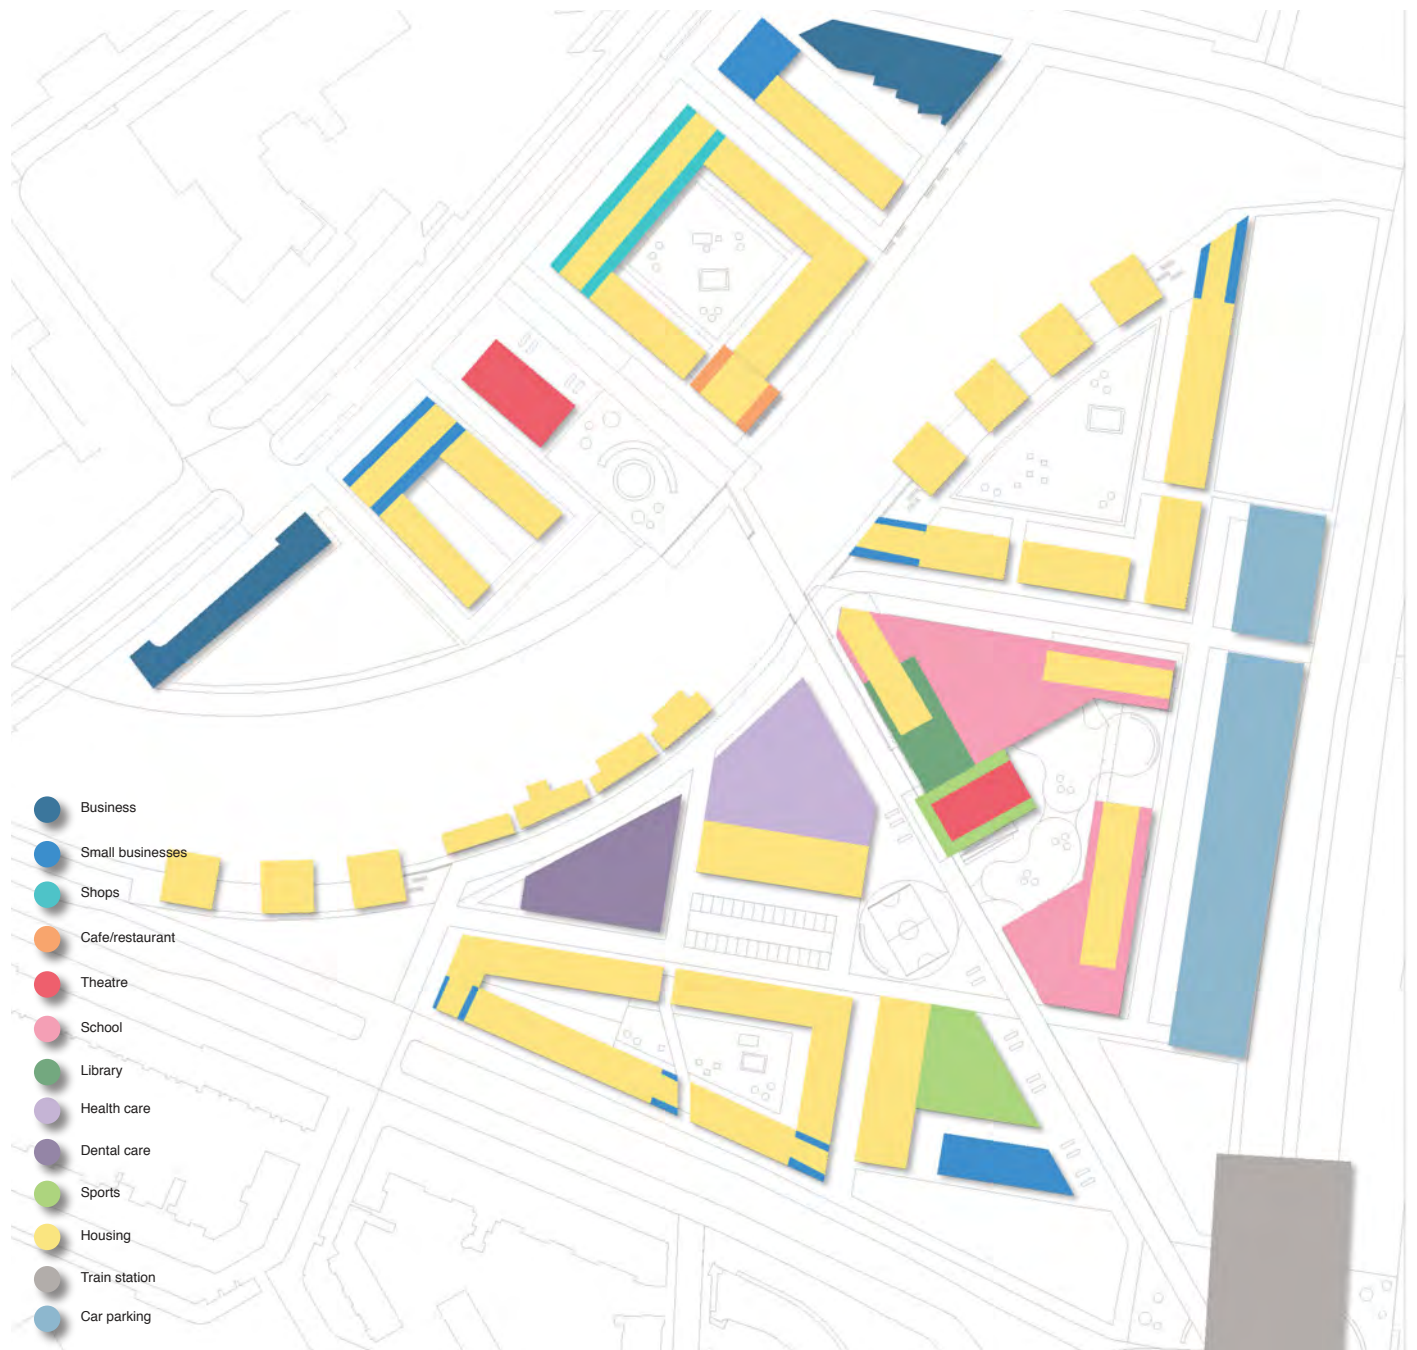 Business
Small businesses
Shops
Cafe/restaurant
Theatre
School
Library
Health care
Dental care
Sports
Housing
Train station
Car parking